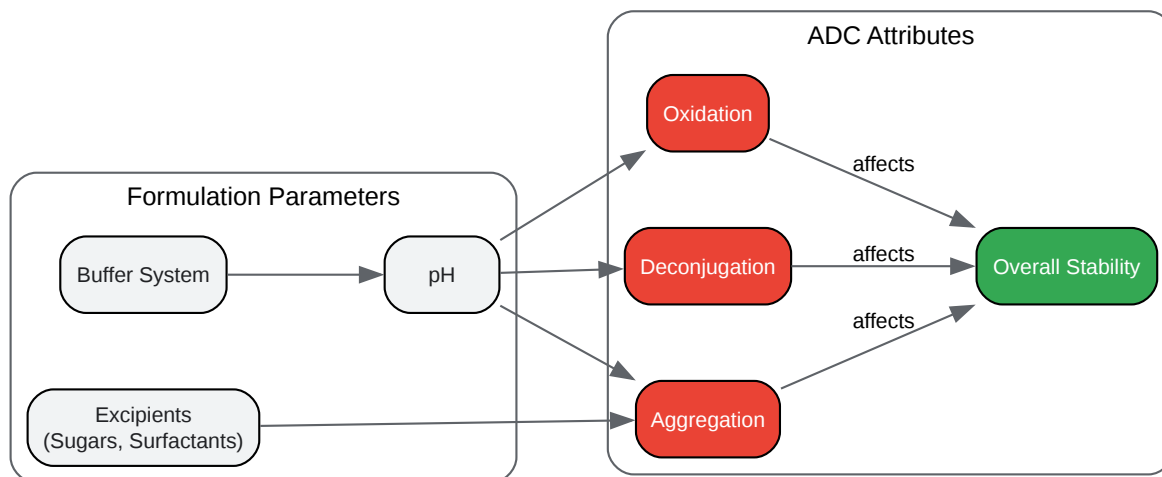 ADC Attributes
Oxidation
affects
Formulation Parameters
Buffer System
pH
Deconjugation
affects
Overall Stability
affects
Excipients
(Sugars, Surfactants)
Aggregation